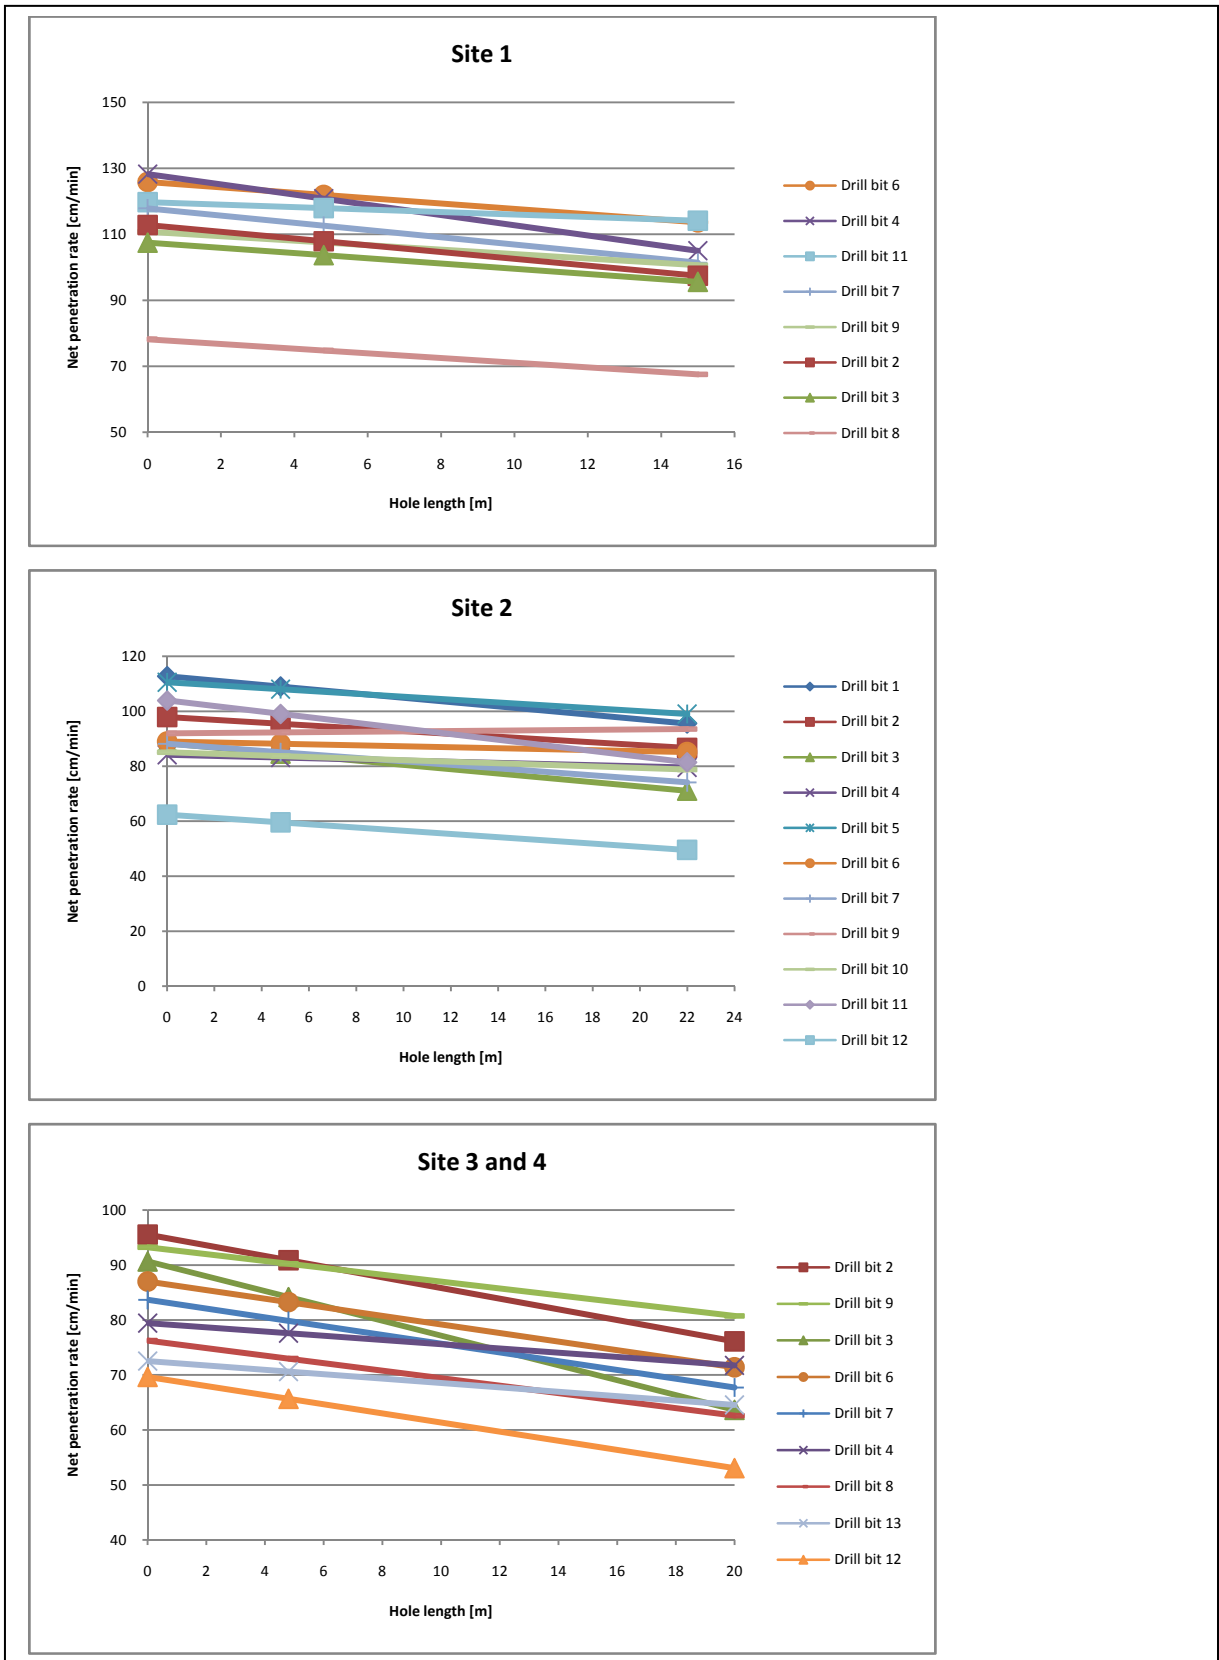 Site 1
Net penetration rate [cm/min]
150
130
110
90
70
50
0 2 4 6 8 10 12 14 16
Hole length [m]
Drill bit 6
Drill bit 4
Drill bit 11
Drill bit 7
Drill bit 9
Drill bit 2
Drill bit 3
Drill bit 8
Site 2
Net penetration rate [cm/min]
120
100
80
60
40
20
0
0 2 4 6 8 10 12 14 16 18 20 22 24
Hole length [m]
Drill bit 1
Drill bit 2
Drill bit 3
Drill bit 4
Drill bit 5
Drill bit 6
Drill bit 7
Drill bit 9
Drill bit 10
Drill bit 11
Drill bit 12
Site 3 and 4
Net penetration rate [cm/min]
100
90
80
70
60
50
40
0 2 4 6 8 10 12 14 16 18 20
Hole length [m]
Drill bit 2
Drill bit 9
Drill bit 3
Drill bit 6
Drill bit 7
Drill bit 4
Drill bit 8
Drill bit 13
Drill bit 12